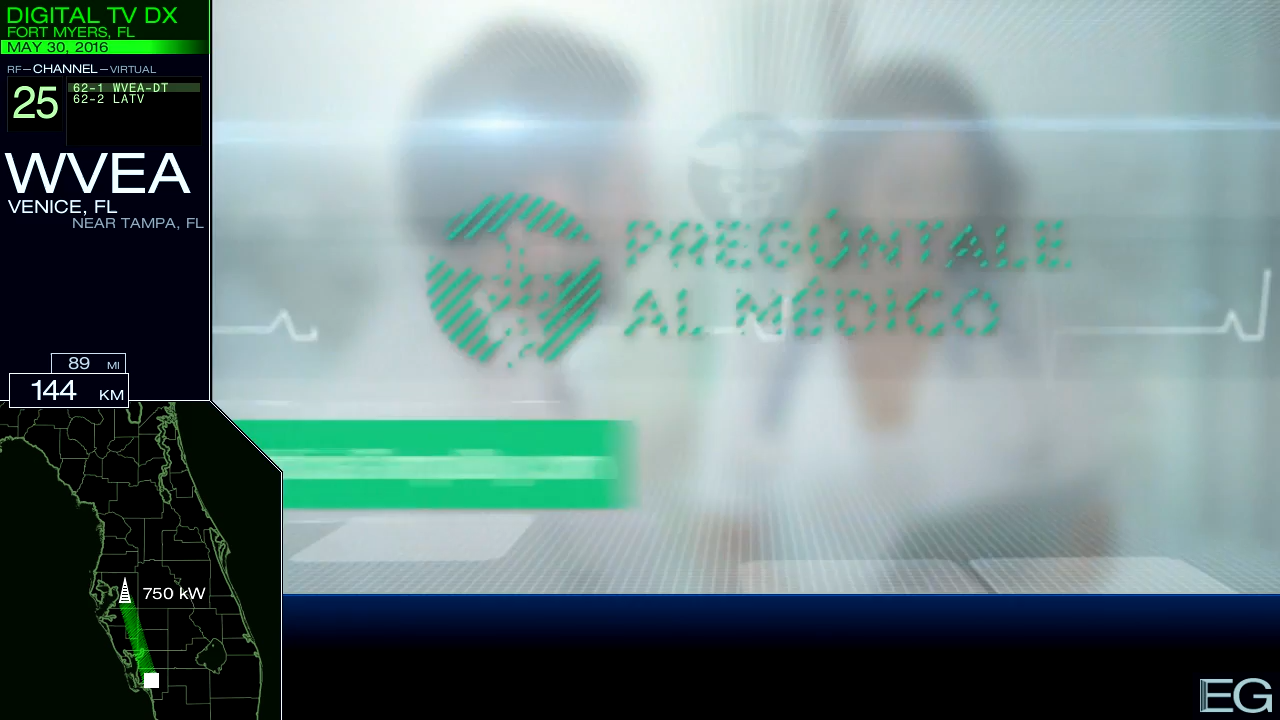 DIGITAL TV DX
FORT MYERS, FL
MAY 30, 2016
RF CHANNEL VIRTUAL
25
62-1 WVEA-DT
62-2 LATV
WVEA
VENICE, FL
NEAR TAMPA, FL
PREGÚNTALE
AL MÉDICO
89 MI
144 KM
750 kW
EG